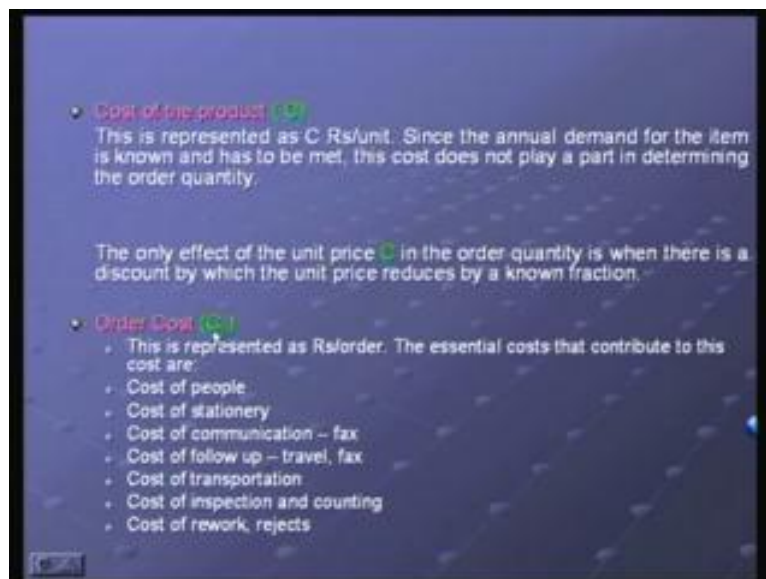 Cost of the product (C)
This is represented as C Rs/unit. Since the annual demand for the item
is known and has to be met, this cost does not play a part in determining
the order quantity.
The only effect of the unit price C in the order quantity is when there is a
discount by which the unit price reduces by a known fraction.
Order Cost
This is represented as Rs/order. The essential costs that contribute to this
cost are:
Cost of people
Cost of stationery
Cost of communication – fax
Cost of follow up – travel, fax
Cost of transportation
Cost of inspection and counting
Cost of rework, rejects